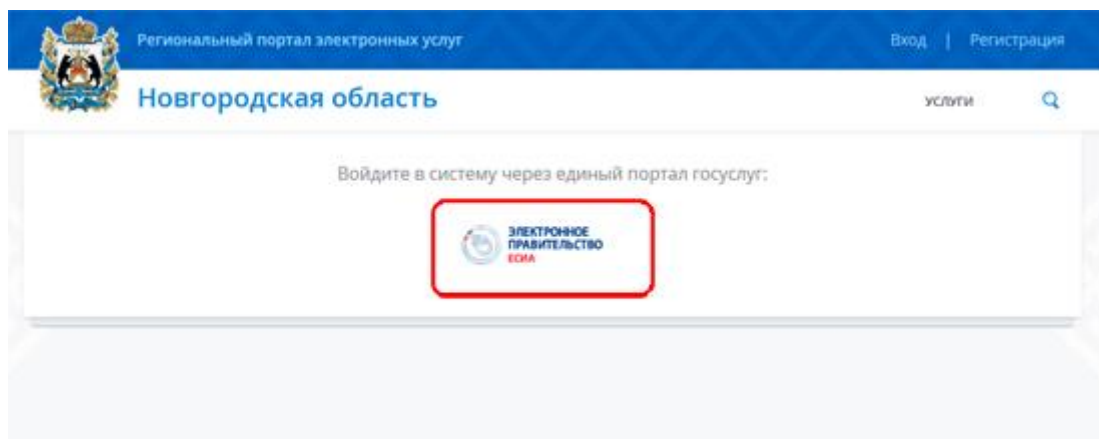 Региональный портал электронных услуг
Вход | Регистрация
Новгородская область
услуги
Войдите в систему через единый портал госуслуг:
ЭЛЕКТРОННОЕ
ПРАВИТЕЛЬСТВО
ЕСИА